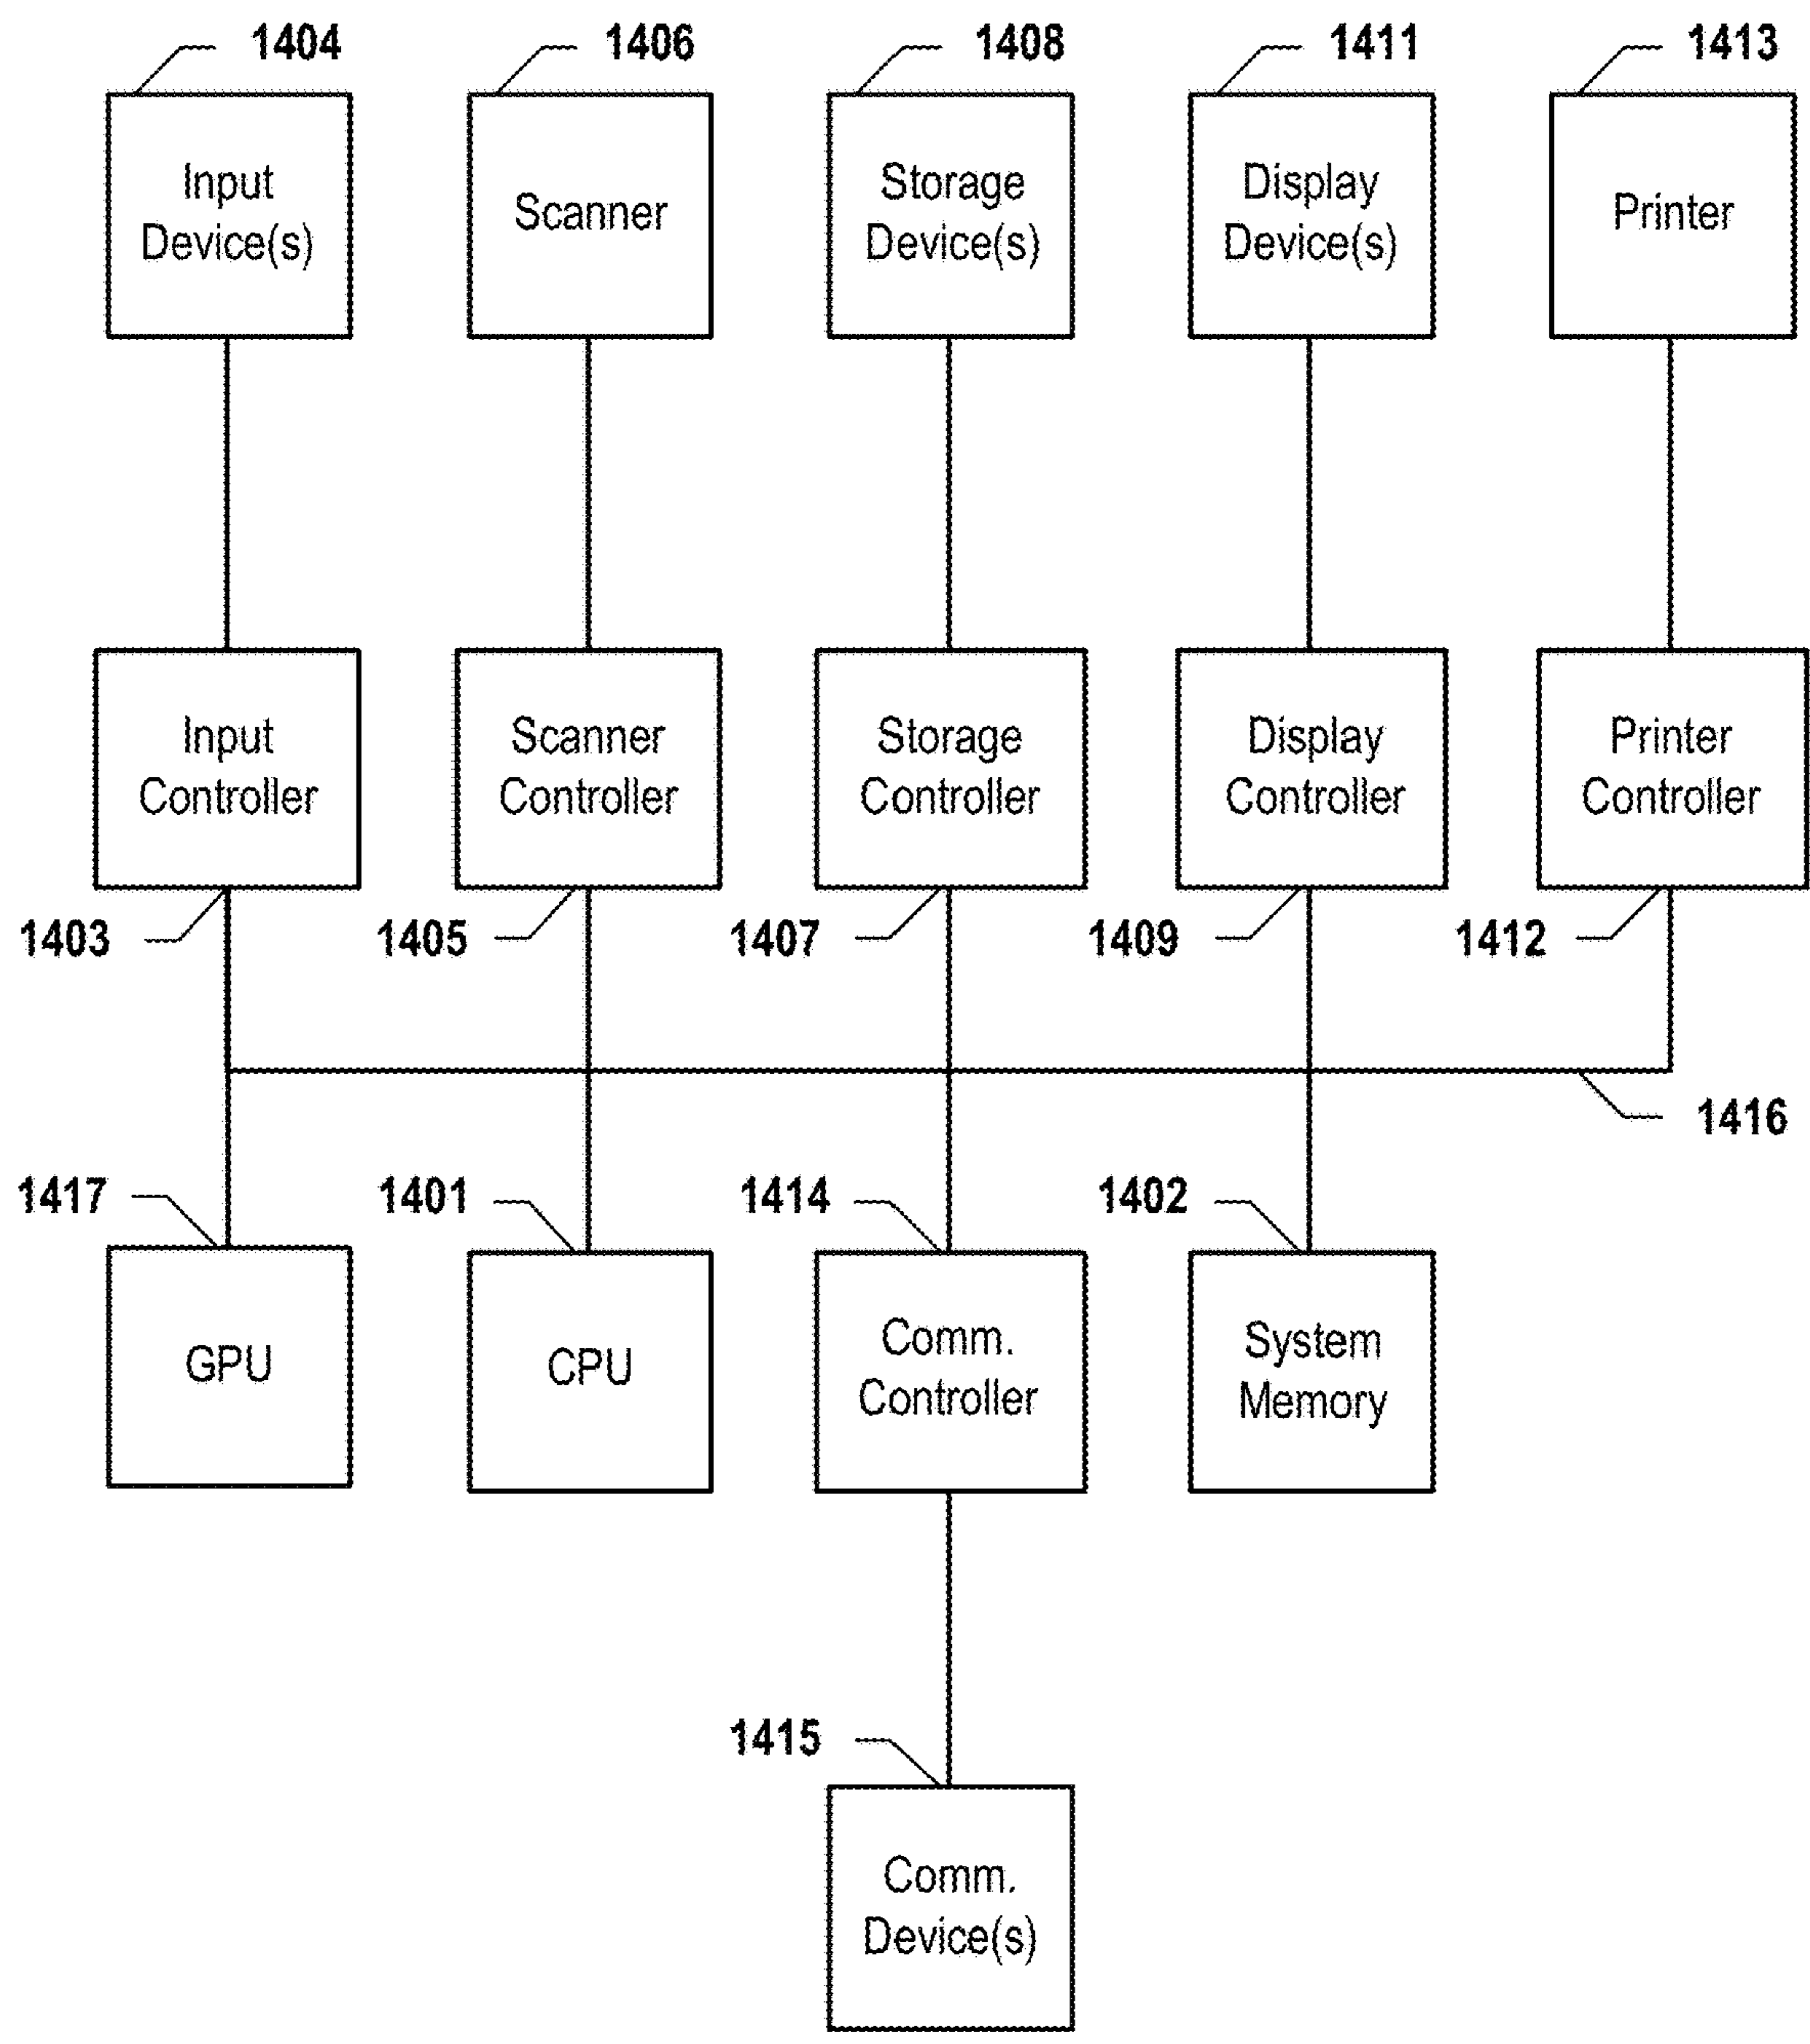 1404
1406
1408
1411
1413
Input
Device(s)
Scanner
Storage
Device(s)
Display
Device(s)
Printer
Input
Controller
Scanner
Controller
Storage
Controller
Display
Controller
Printer
Controller
1403
1405
1407
1409
1412
1416
1417
1401
1414
1402
GPU
CPU
Comm.
Controller
System
Memory
1415
Comm.
Device(s)